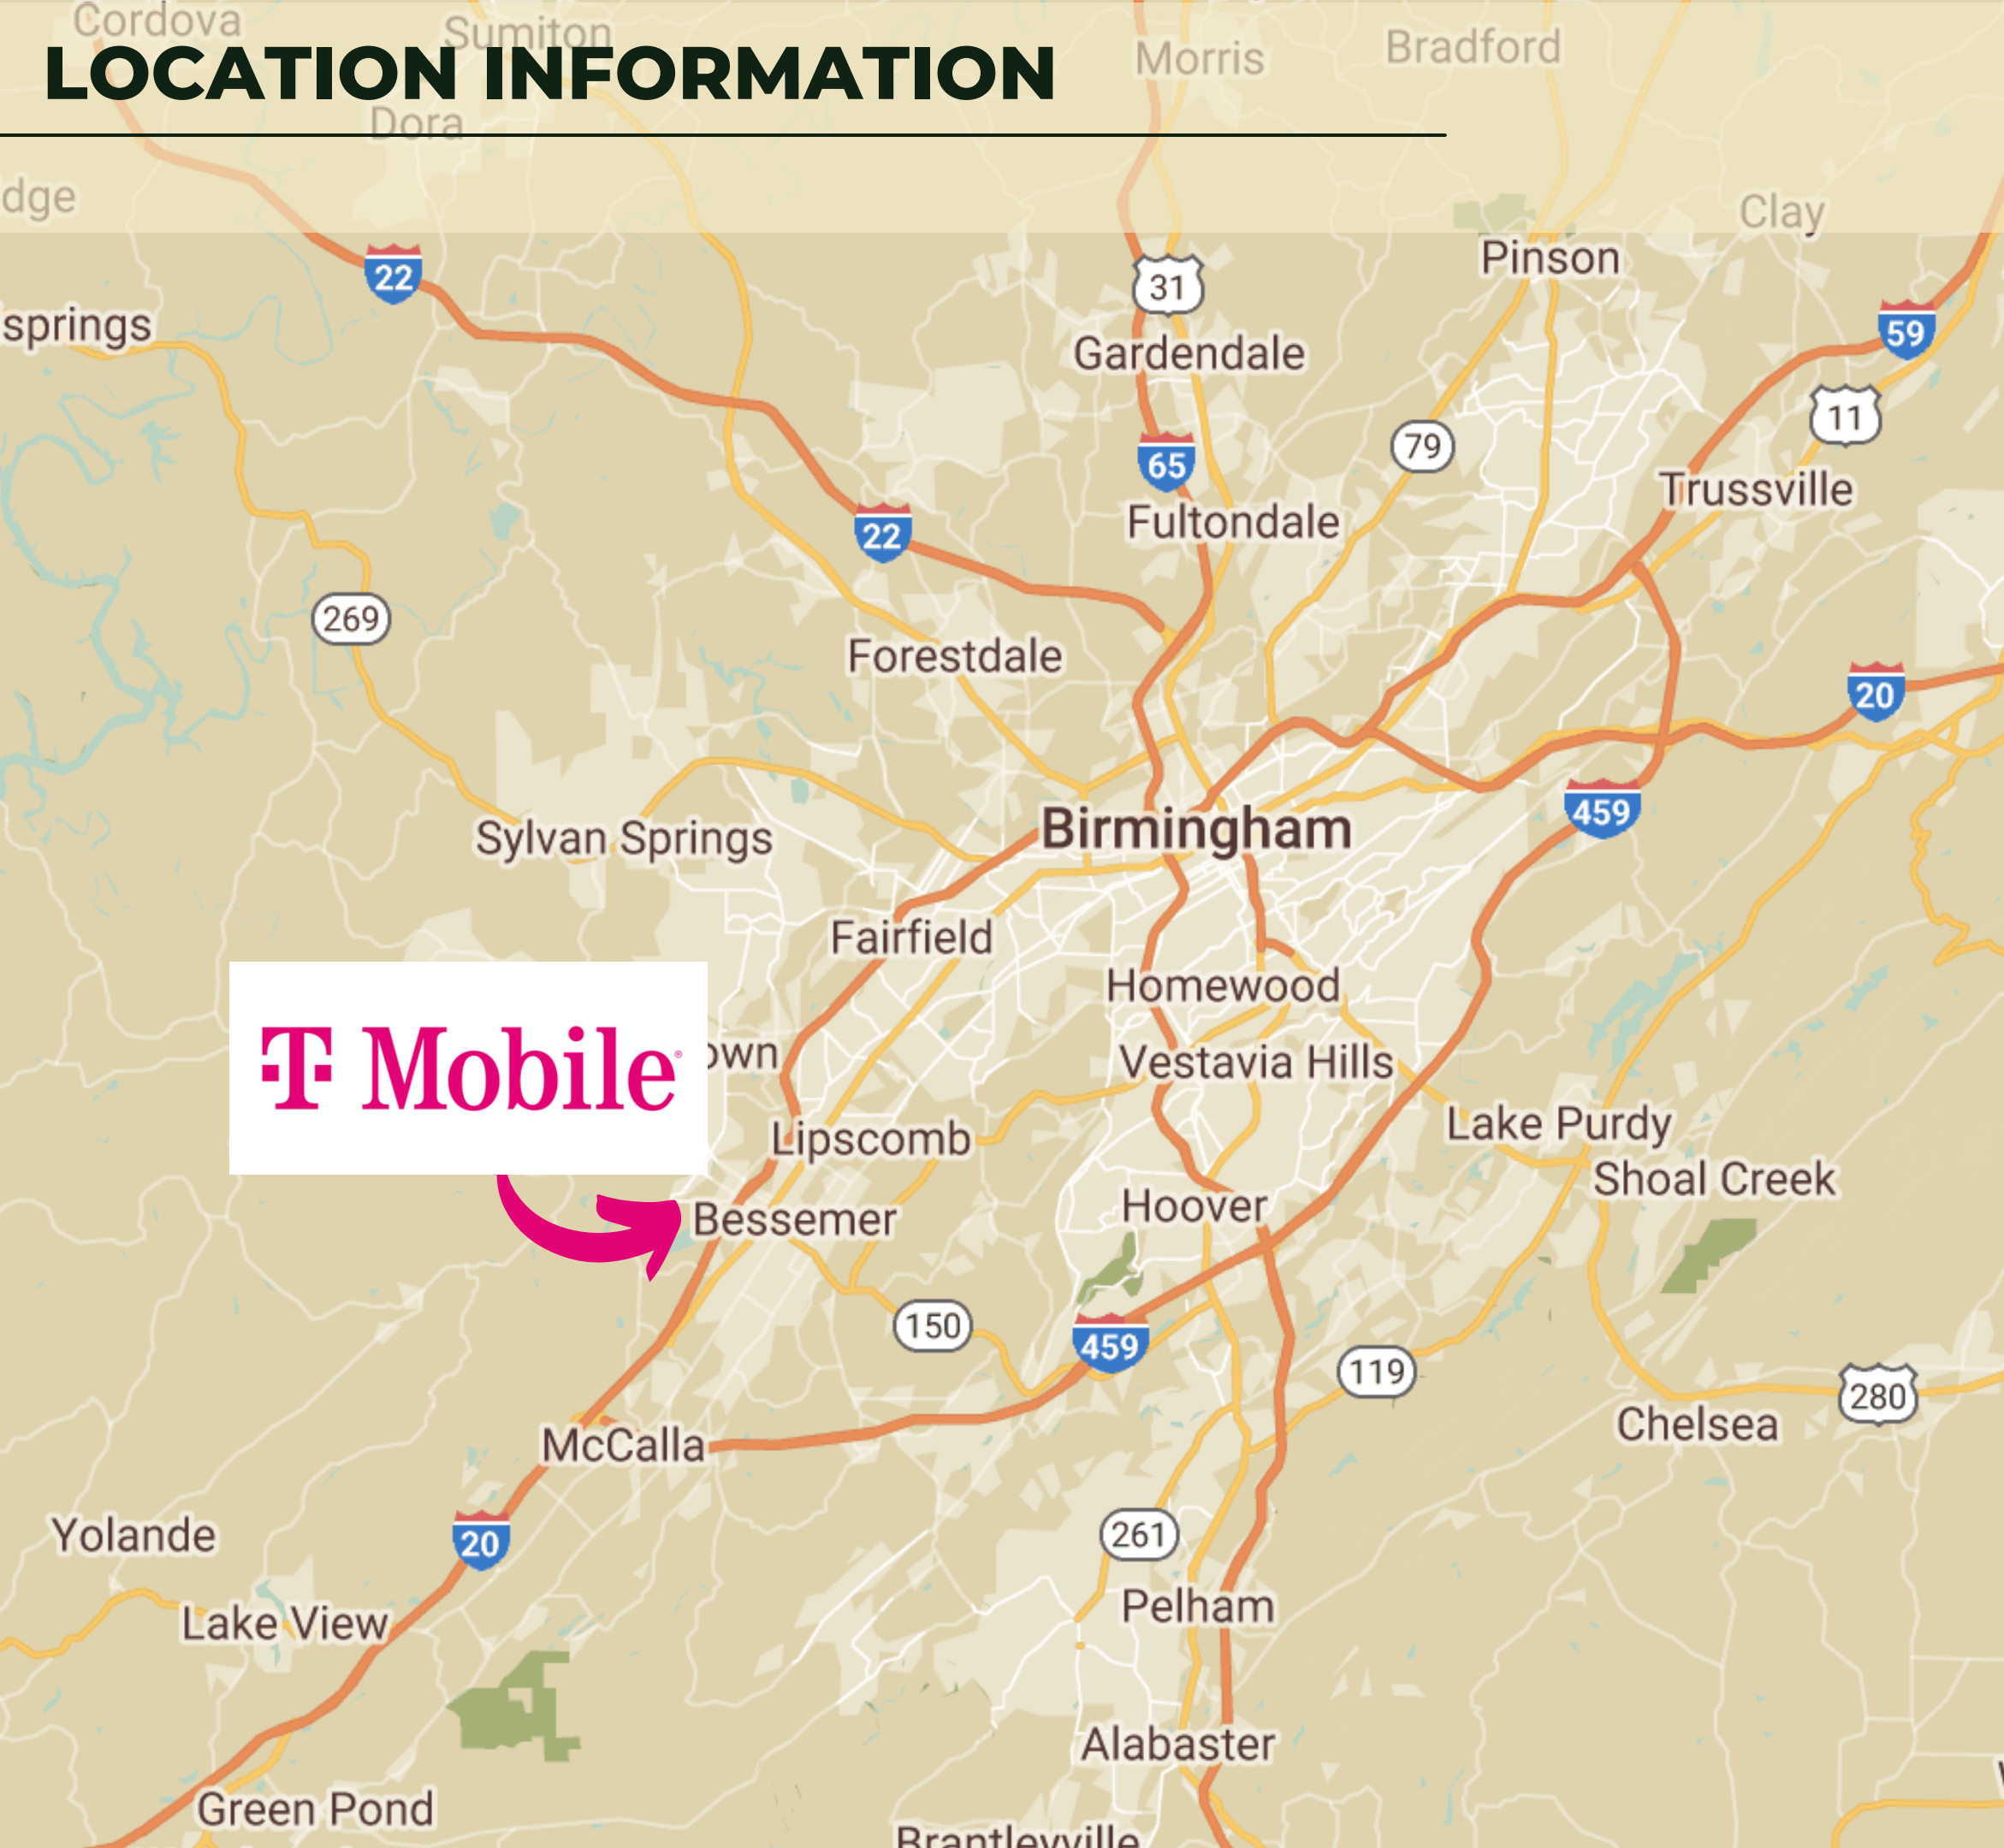 Cordova
Sumiton
Morris
Bradford
LOCATION INFORMATION
Dora
dge
Clay
Pinson
22
31
springs
59
Gardendale
11
79
65
Trussville
Fultondale
22
269
Forestdale
20
459
Birmingham
Sylvan Springs
Fairfield
Homewood
T Mobile®
own
Vestavia Hills
Lipscomb
Lake Purdy
Shoal Creek
Hoover
Bessemer
150
459
119
280
Chelsea
McCalla
Yolande
20
261
Lake View
Pelham
Alabaster
Green Pond
Brantleyville